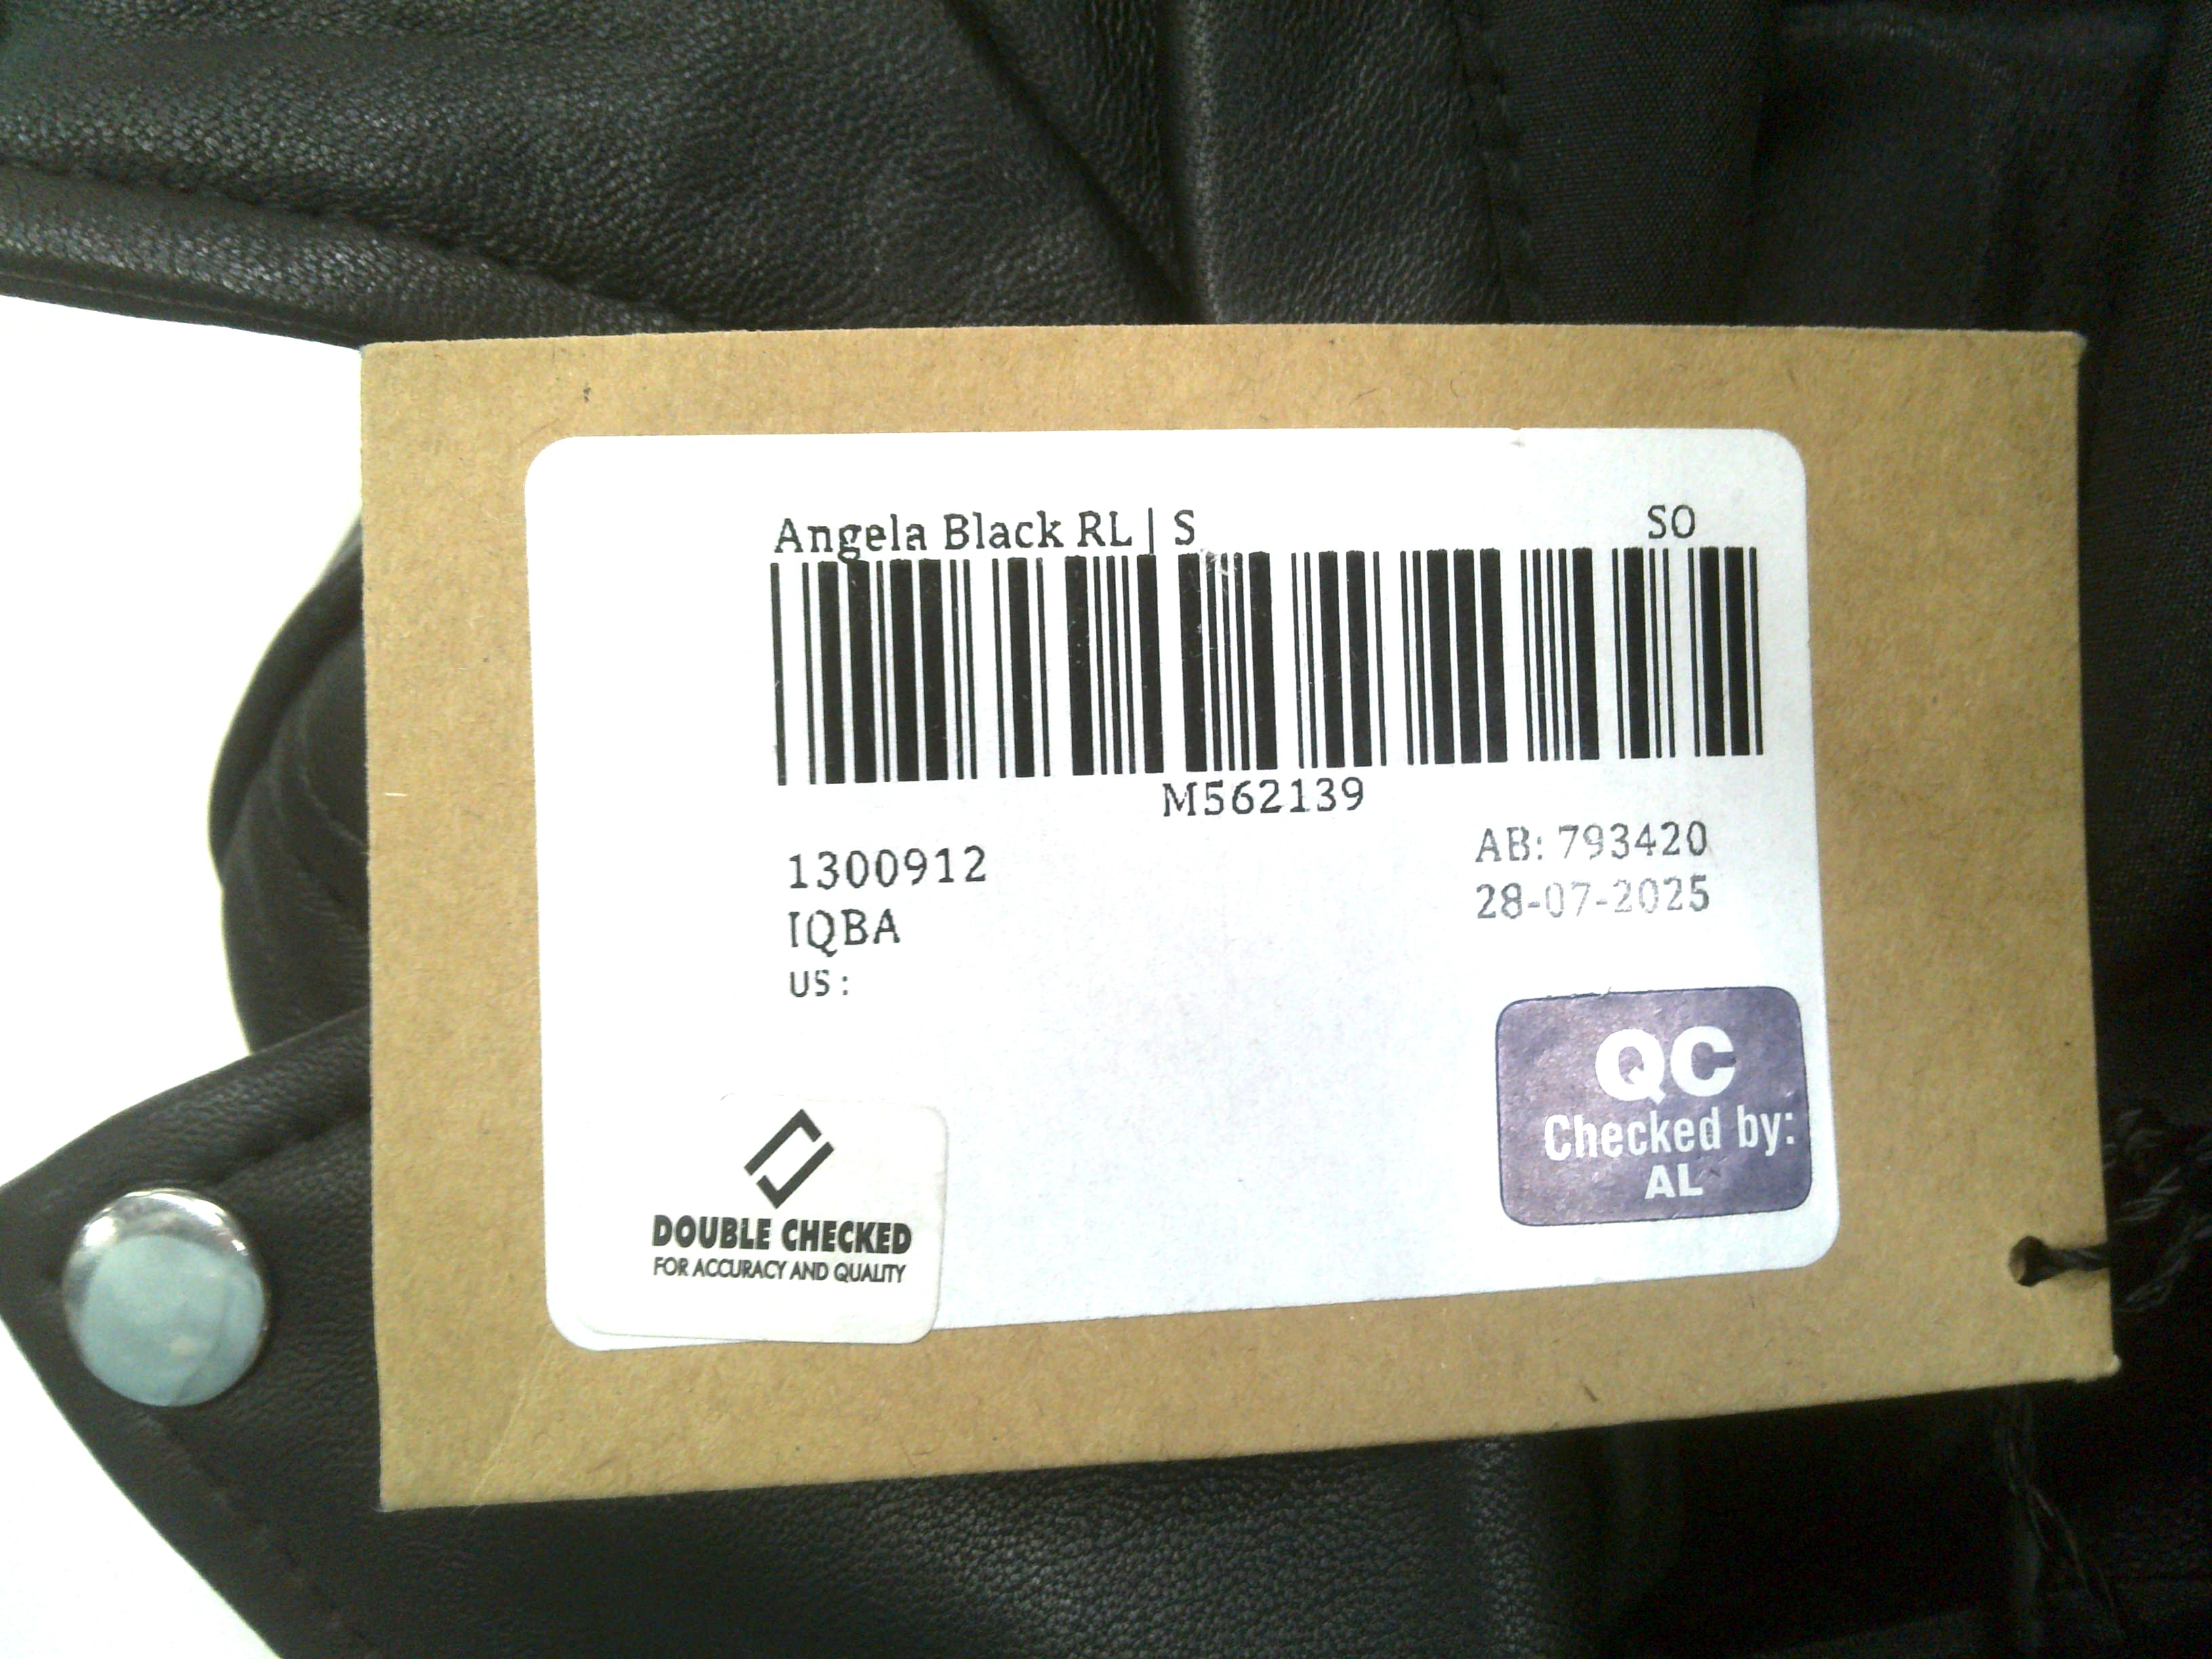 Angela Black RL | S SO
M562139
1300912 AB: 793420
IQBA 28-07-2025
US :
QC
Checked by:
AL
DOUBLE CHECKED
FOR ACCURACY AND QUALITY